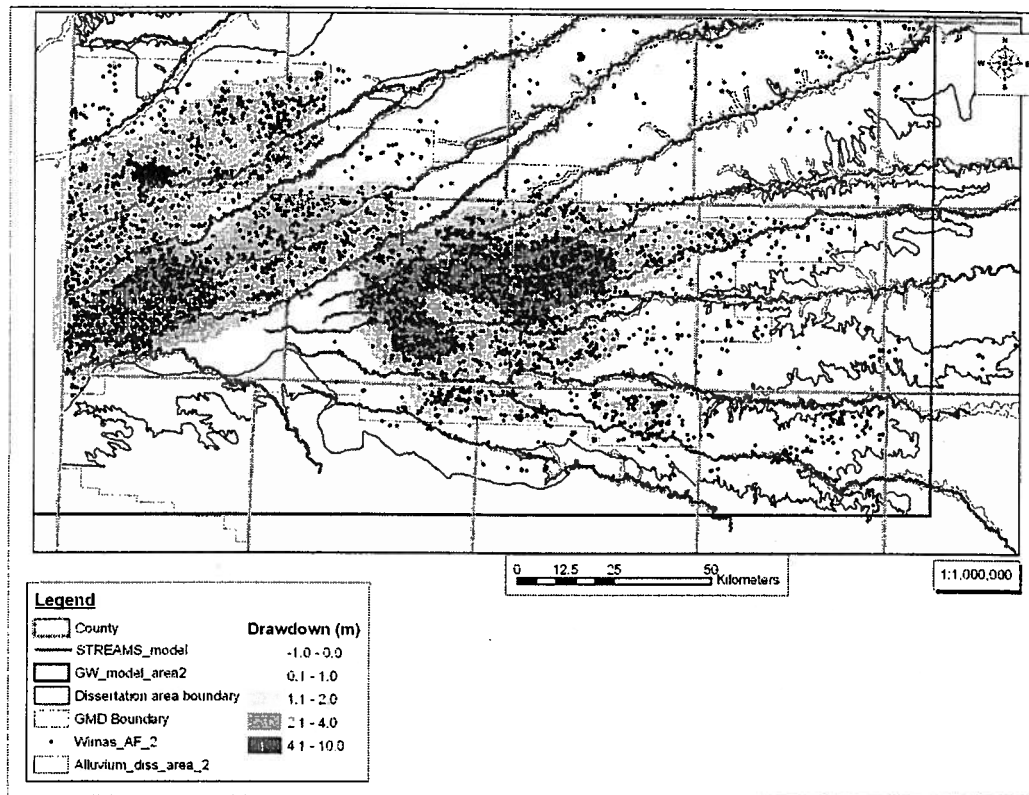 N
W E
S
0 12.5 25 50
Kilometers
1:1,000,000
Legend
County
STREAMS_model
GW_model_area2
Dissertation area boundary
GMD Boundary
Wimas_AF_2
Alluvium_diss_area_2
Drawdown (m)
-1.0 - 0.0
0.1 - 1.0
1.1 - 2.0
2.1 - 4.0
4.1 - 10.0